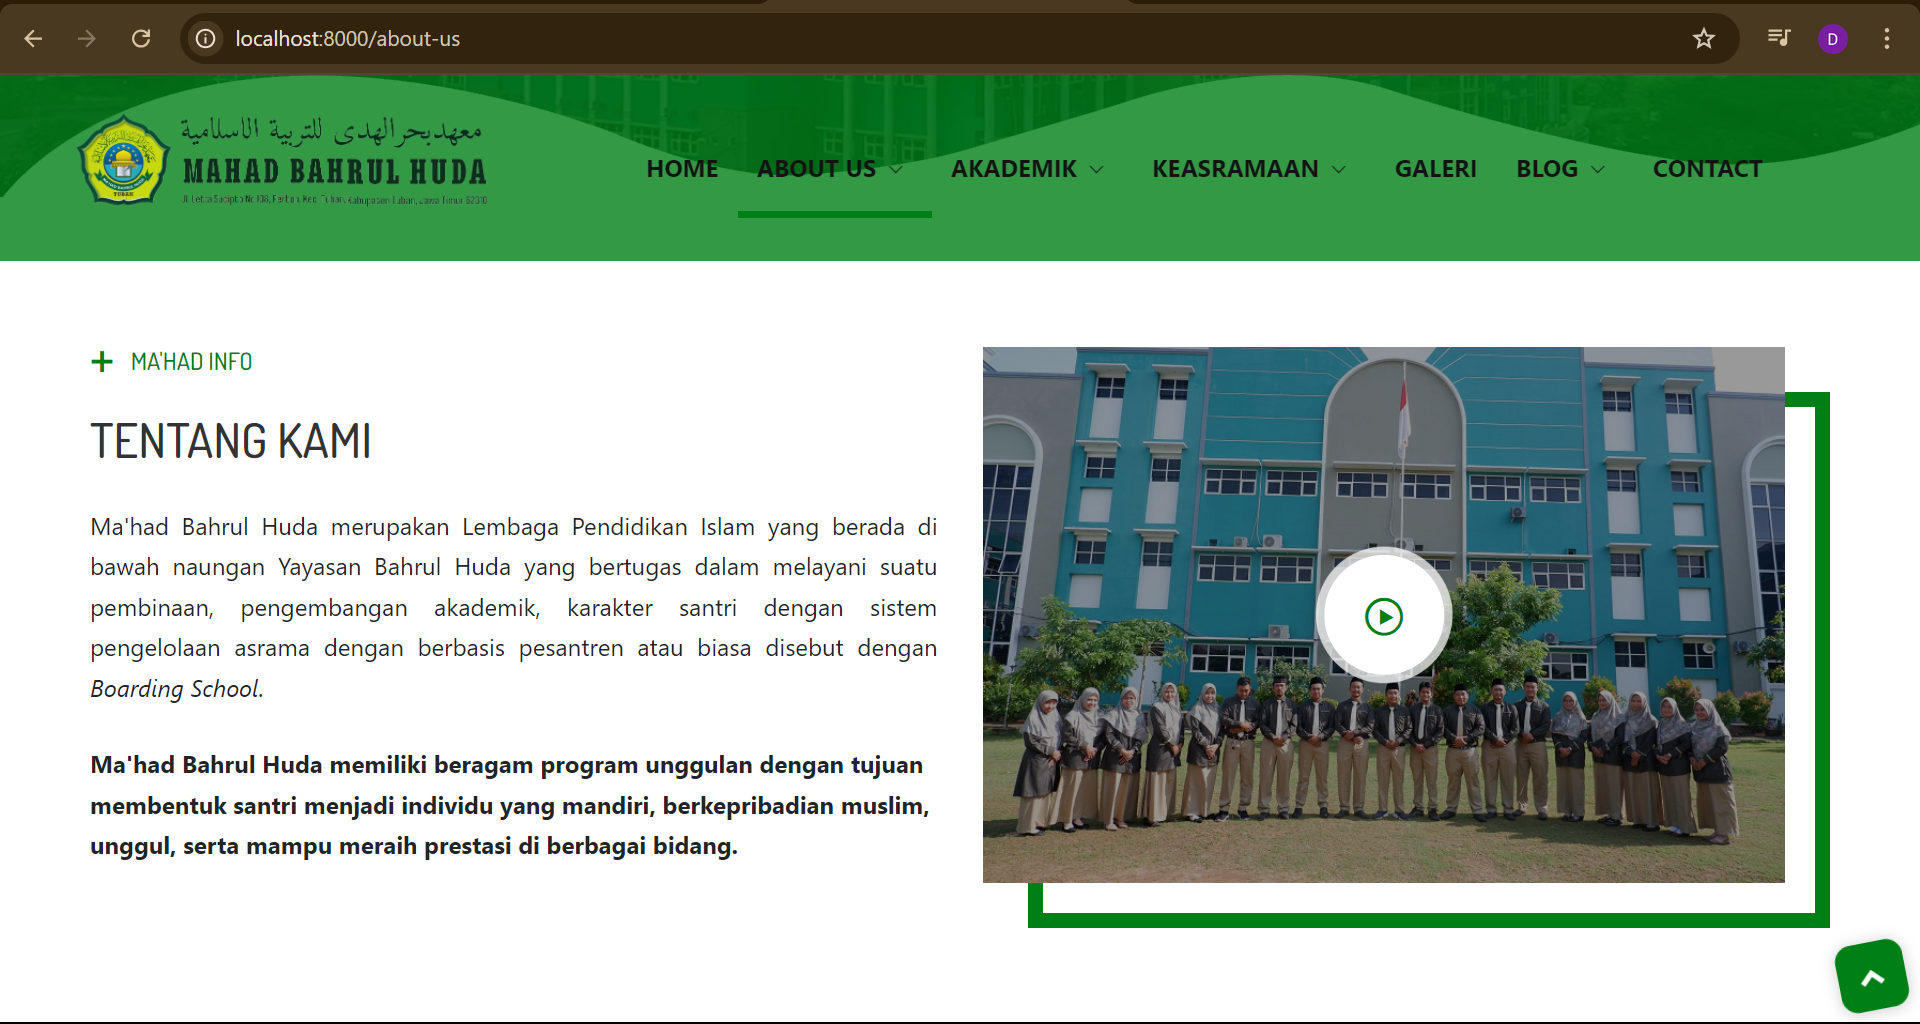 localhost:8000/about-us
D
معهد بحر الهدى للتربية الاسلامية
MAHAD BAHRUL HUDA
HOME
ABOUT US
AKADEMIK
KEASRAMAAN
GALERI
BLOG
CONTACT
MA'HAD INFO
TENTANG KAMI
Ma'had Bahrul Huda merupakan Lembaga Pendidikan Islam yang berada di
bawah naungan Yayasan Bahrul Huda yang bertugas dalam melayani suatu
pembinaan, pengembangan akademik, karakter santri dengan sistem
pengelolaan asrama dengan berbasis pesantren atau biasa disebut dengan
Boarding School.
Ma'had Bahrul Huda memiliki beragam program unggulan dengan tujuan
membentuk santri menjadi individu yang mandiri, berkepribadian muslim,
unggul, serta mampu meraih prestasi di berbagai bidang.